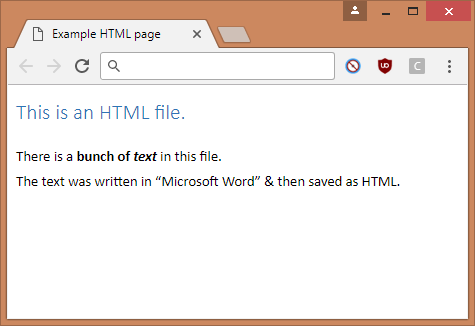 Example HTML page
UD
C
This is an HTML file.
There is a bunch of text in this file.
The text was written in “Microsoft Word” & then saved as HTML.